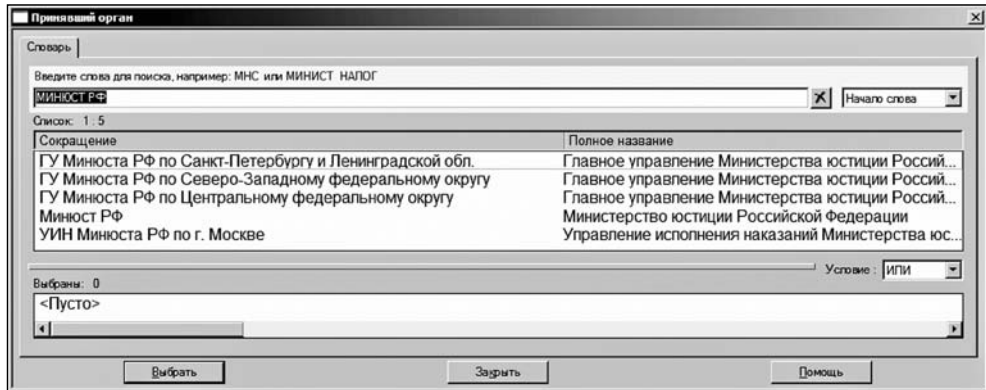 Принявший орган
Словарь
Введите слова для поиска, например: МНС или МИНИСТ НАЛОГ
МИНЮСТ РФ
Начало слова
Список: 1 : 5
Сокращение Полное название
ГУ Минюста РФ по Санкт-Петербургу и Ленинградской обл. Главное управление Министерства юстиции Россий...
ГУ Минюста РФ по Северо-Западному федеральному округу Главное управление Министерства юстиции Россий...
ГУ Минюста РФ по Центральному федеральному округу Главное управление Министерства юстиции Россий...
Минюст РФ Министерство юстиции Российской Федерации
УИН Минюста РФ по г. Москве Управление исполнения наказаний Министерства юс...
Условие : ИЛИ
Выбраны: 0
<Пусто>
Выбрать Закрыть Помощь